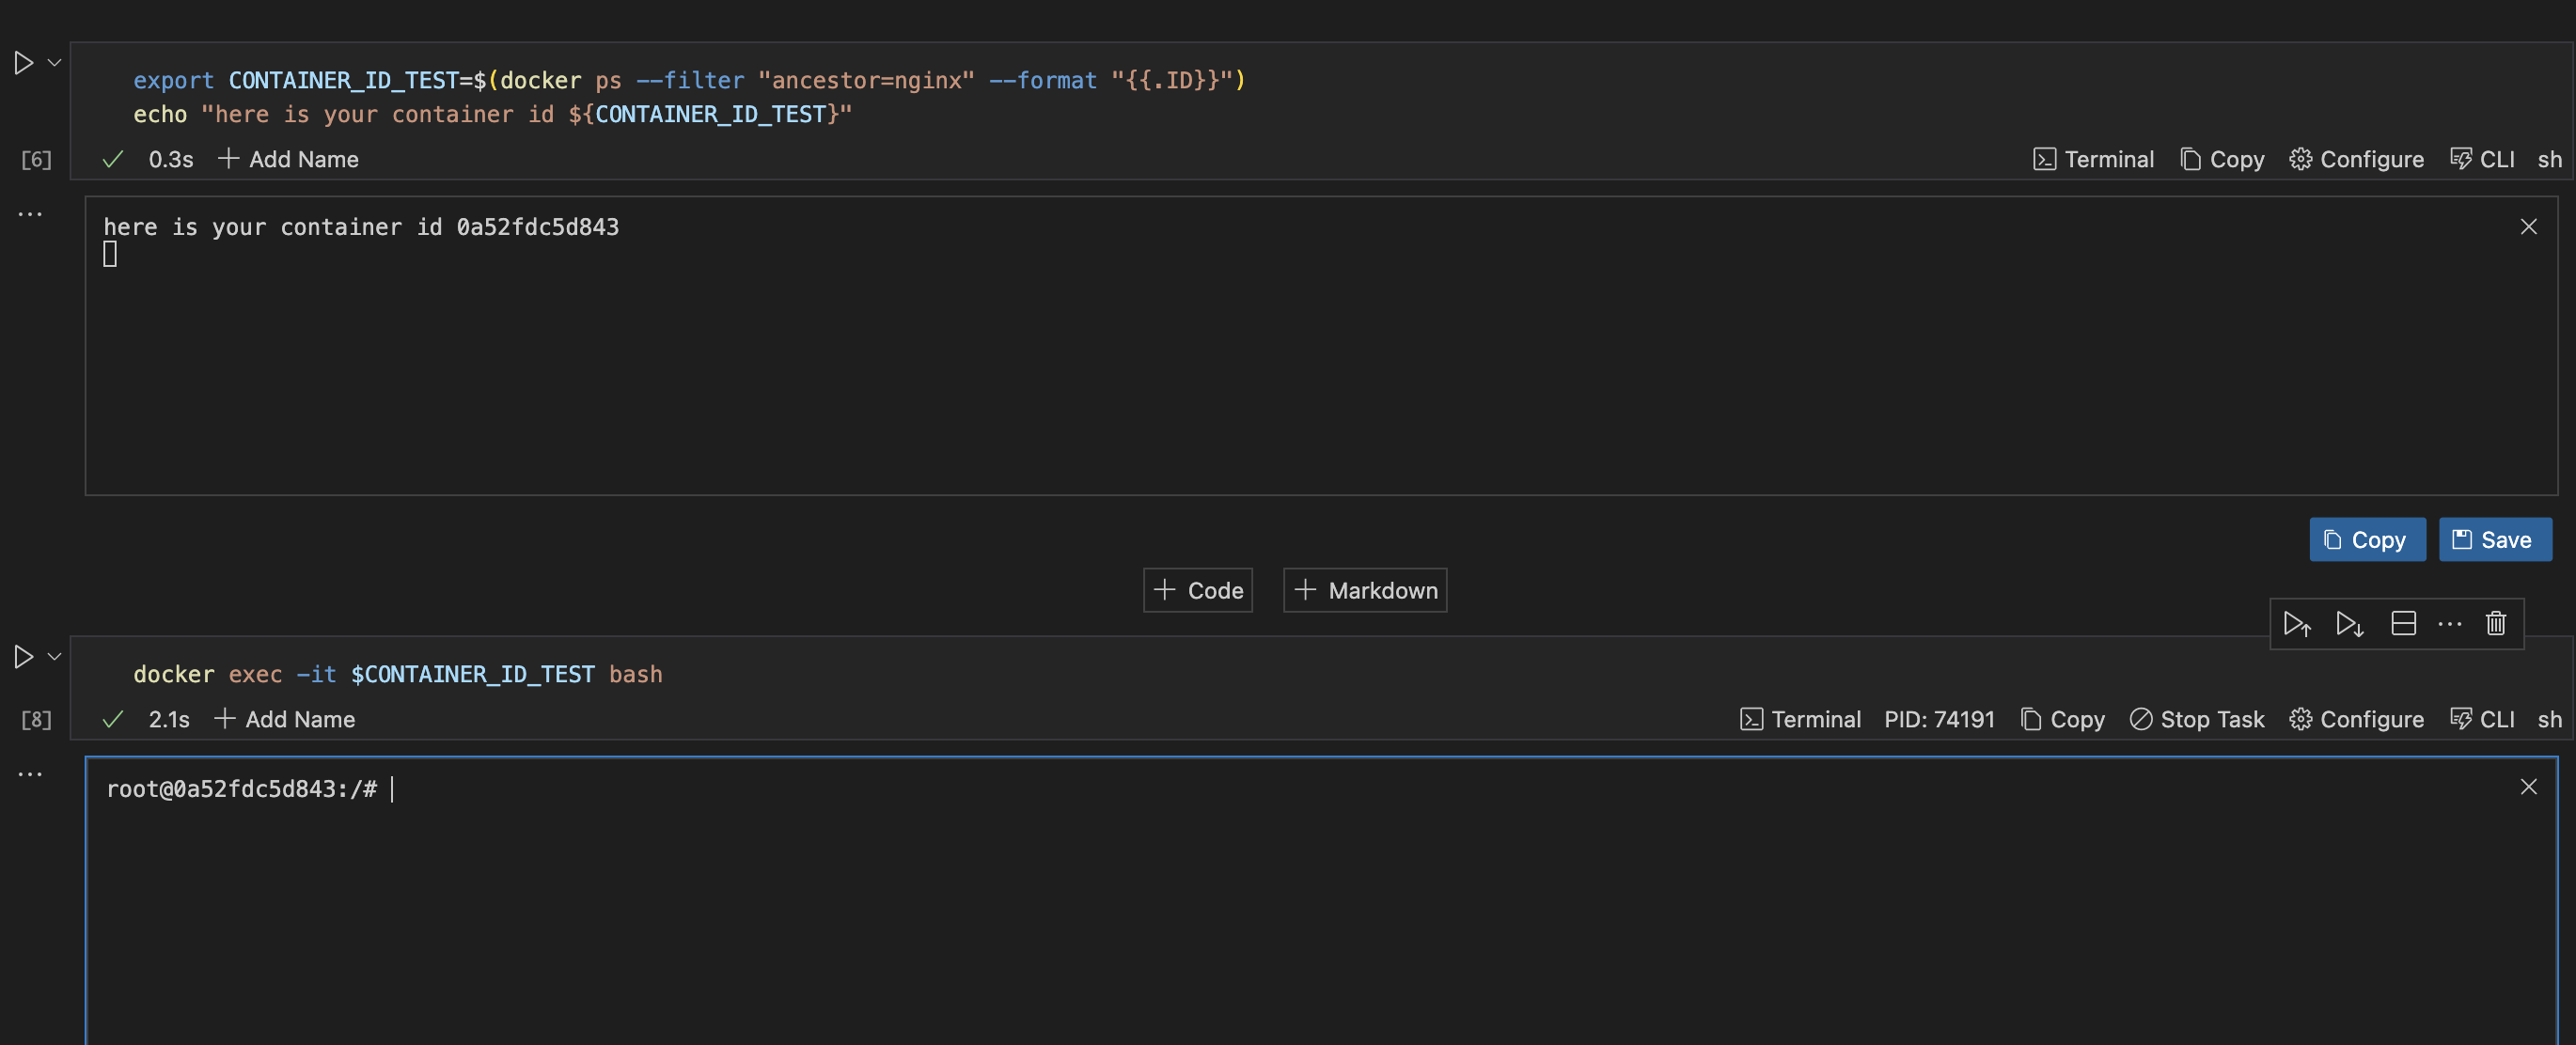 export CONTAINER_ID_TEST=$(docker ps --filter "ancestor=nginx" --format "{{.ID}}")
echo "here is your container id ${CONTAINER_ID_TEST}"
[6] 0.3s Add Name Terminal Copy Configure CLI sh
here is your container id 0a52fdc5d843
Copy Save
Code Markdown
docker exec -it $CONTAINER_ID_TEST bash
[8] 2.1s Add Name Terminal PID: 74191 Copy Stop Task Configure CLI sh
root@0a52fdc5d843:/#